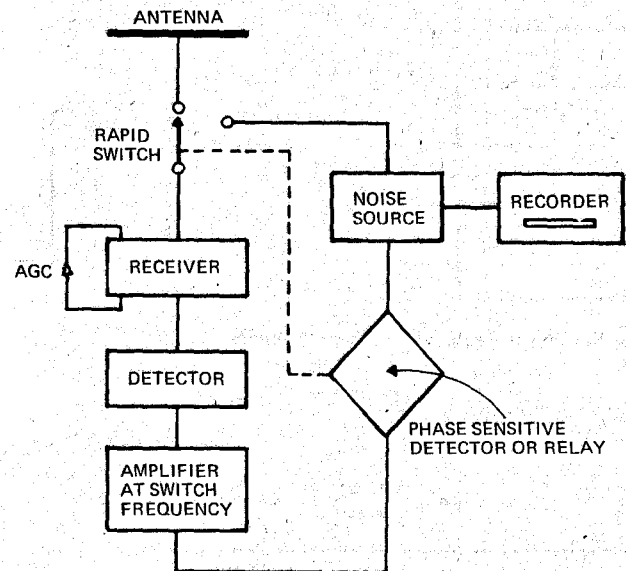 ANTENNA
RAPID
SWITCH
NOISE
SOURCE
RECORDER
AGC
RECEIVER
DETECTOR
PHASE SENSITIVE
DETECTOR OR RELAY
AMPLIFIER
AT SWITCH
FREQUENCY